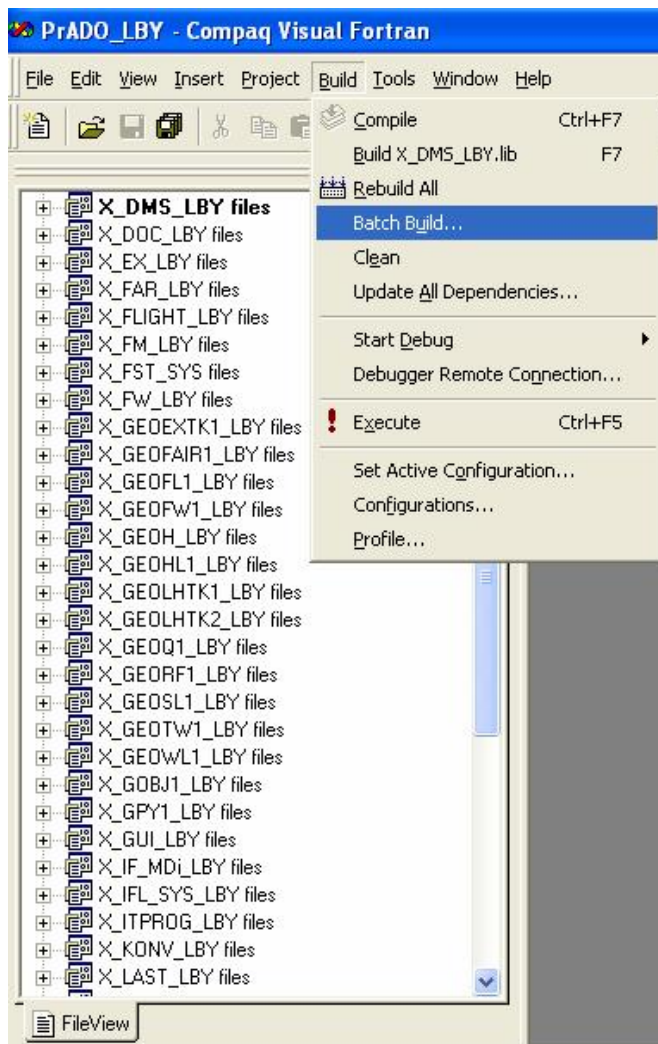 PrADO_LBY - Compaq Visual Fortran
File Edit View Insert Project Build Tools Window Help
Compile Ctrl+F7
Build X_DMS_LBY.lib F7
Rebuild All
Batch Build...
Clean
Update All Dependencies...
Start Debug
Debugger Remote Connection...
Execute Ctrl+F5
Set Active Configuration...
Configurations...
Profile...
X_DMS_LBY files
X_DOC_LBY files
X_EX_LBY files
X_FAR_LBY files
X_FLIGHT_LBY files
X_FM_LBY files
X_FST_SYS files
X_FW_LBY files
X_GEOEXTK1_LBY files
X_GEOFAIR1_LBY files
X_GEOFL1_LBY files
X_GEOFW1_LBY files
X_GEOH_LBY files
X_GEOHL1_LBY files
X_GEOLHTK1_LBY files
X_GEOLHTK2_LBY files
X_GEOQ1_LBY files
X_GEORF1_LBY files
X_GEOSL1_LBY files
X_GEOTW1_LBY files
X_GEOWL1_LBY files
X_GOBJ1_LBY files
X_GPY1_LBY files
X_GUI_LBY files
X_IF_MDi_LBY files
X_IFL_SYS_LBY files
X_ITPROG_LBY files
X_KONV_LBY files
X_LAST_LBY files
FileView